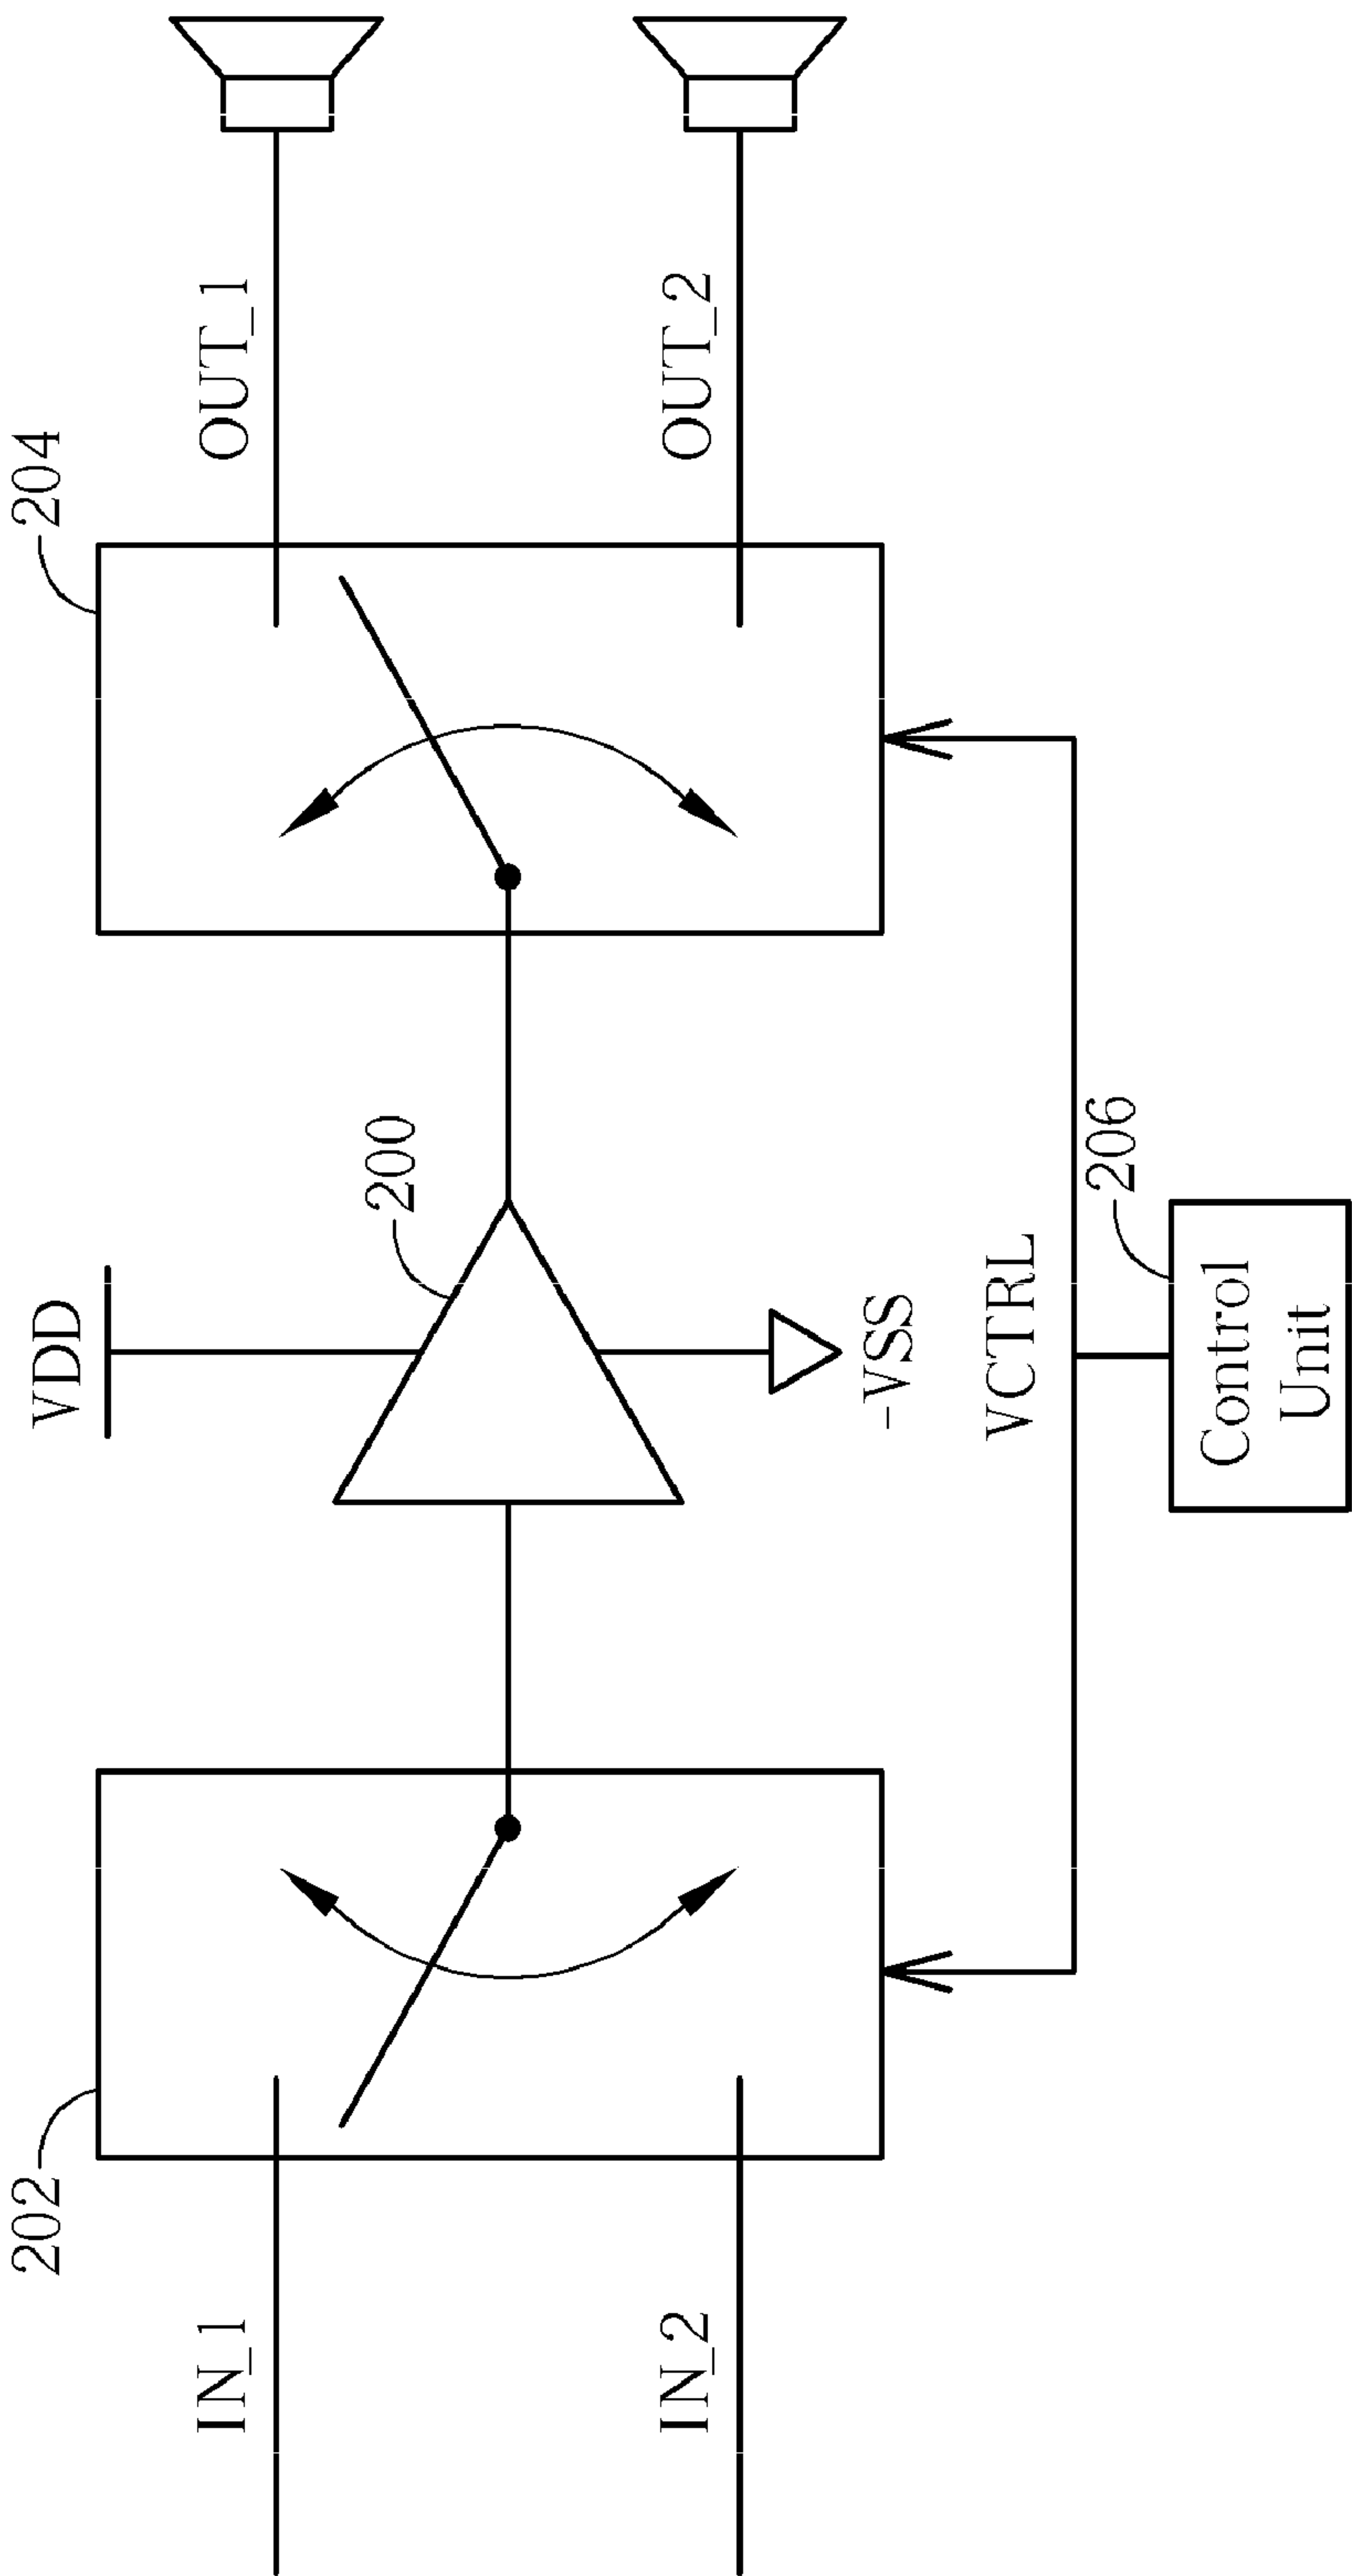 VDD
202
200
204
IN_1
OUT_1
IN_2
OUT_2
-VSS
VCTRL
206
Control
Unit